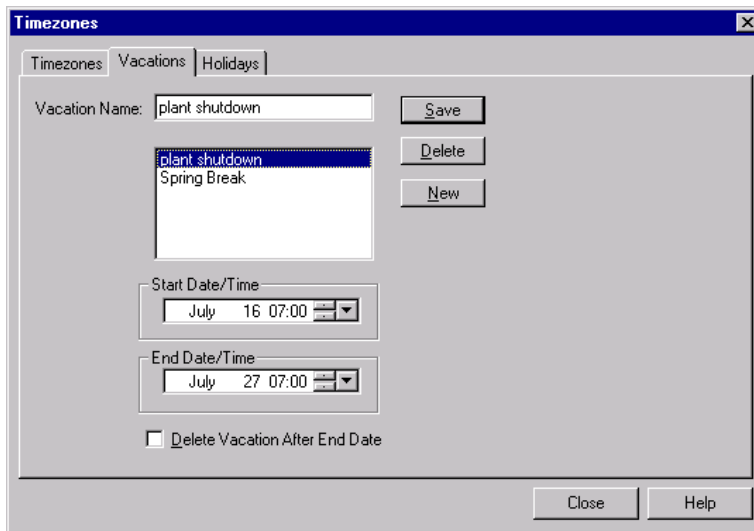 Timezones
Timezones Vacations Holidays
Vacation Name: plant shutdown Save
plant shutdown Delete
Spring Break New
Start Date/Time
July 16 07:00
End Date/Time
July 27 07:00
Delete Vacation After End Date
Close Help